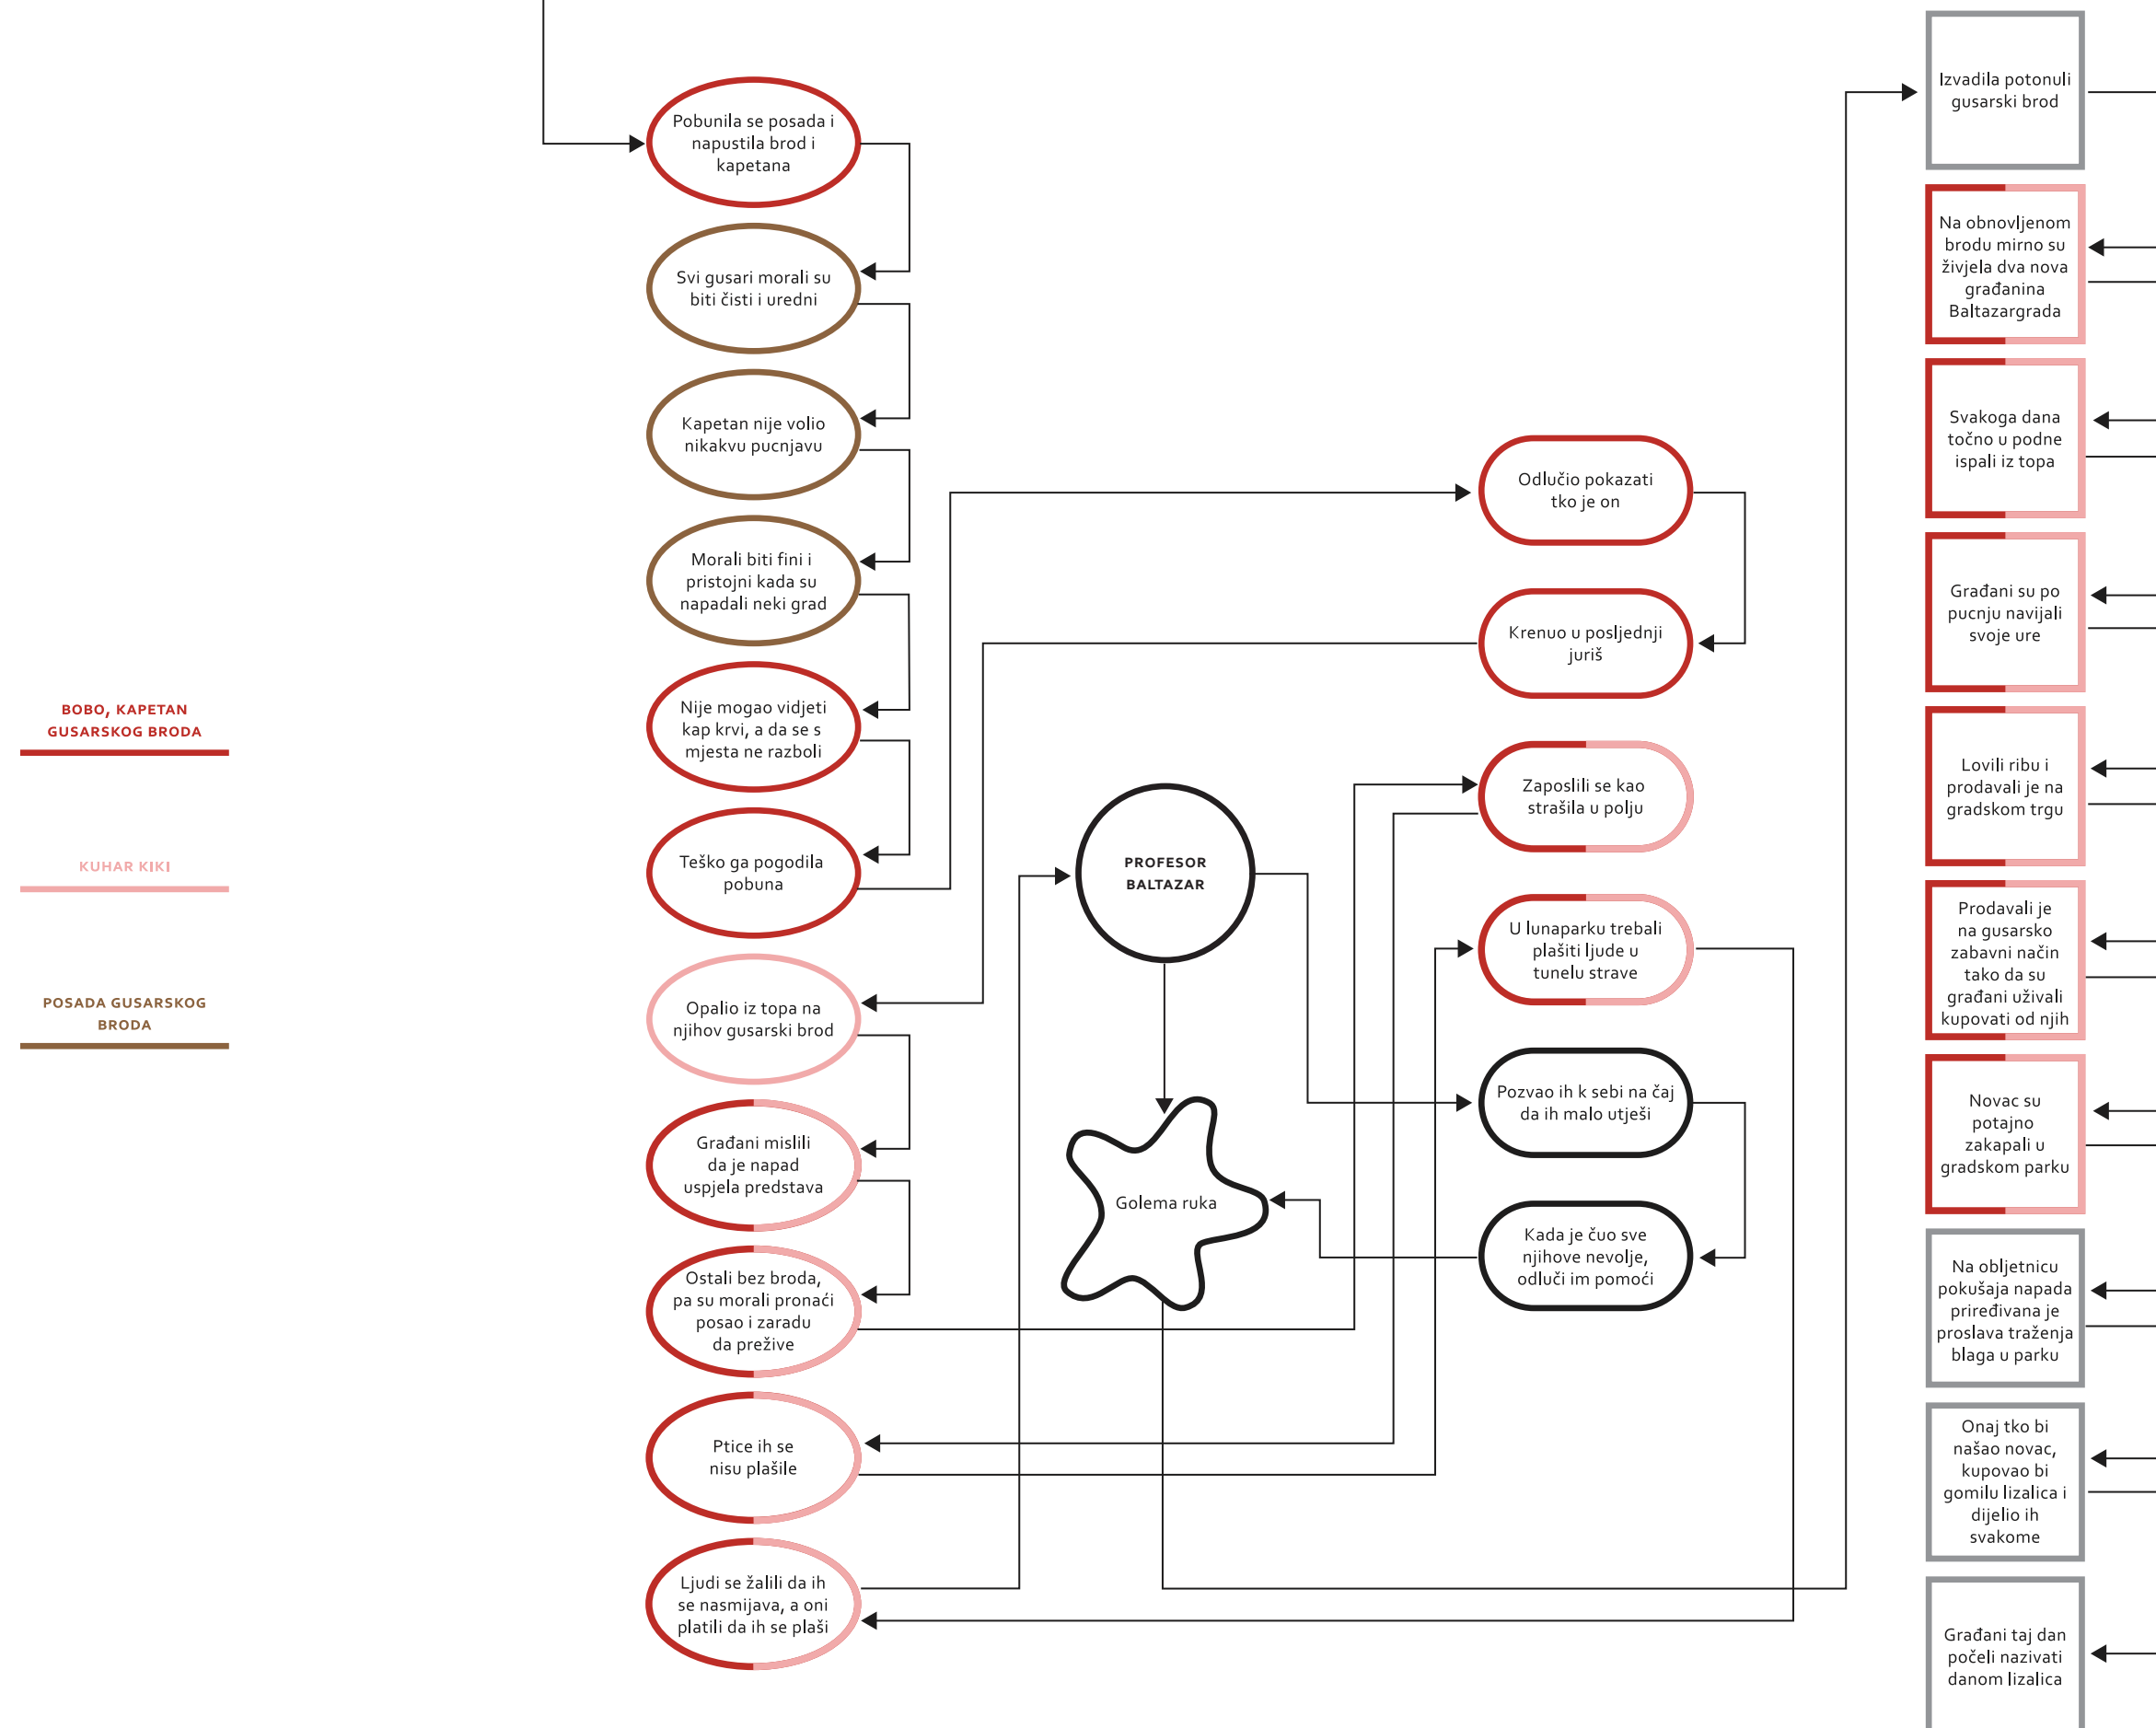 BOBO, KAPETAN
GUSARSKOG BRODA
KUHAR KIKI
POSADA GUSARSKOG
BRODA
Pobunila se posada i
napustila brod i
kapetana
Svi gusari morali su
biti čisti i uredni
Kapetan nije volio
nikakvu pucnjavu
Morali biti fini i
pristojni kada su
napadali neki grad
Nije mogao vidjeti
kap krvi, a da se s
mjesta ne razboli
Teško ga pogodila
pobuna
Opalio iz topa na
njihov gusarski brod
Građani mislili
da je napad
uspjela predstava
Ostali bez broda,
pa su morali pronaći
posao i zaradu
da prežive
Ptice ih se
nisu plašile
Ljudi se žalili da ih
se nasmijava, a oni
platili da ih se plaši
PROFESOR
BALTAZAR
Golema ruka
Odlučio pokazati
tko je on
Krenuo u posljednji
juriš
Zaposlili se kao
strašila u polju
U lunaparku trebali
plašiti ljude u
tunelu strave
Pozvao ih k sebi na čaj
da ih malo utješi
Kada je čuo sve
njihove nevolje,
odluči im pomoći
Izvadila potonuli
gusarski brod
Na obnovljenom
brodu mirno su
živjela dva nova
građanina
Baltazargrada
Svakoga dana
točno u podne
ispali iz topa
Građani su po
pucnju navijali
svoje ure
Lovili ribu i
prodavali je na
gradskom trgu
Prodavali je
na gusarsko
zabavni način
tako da su
građani uživali
kupovati od njih
Novac su
potajno
zakapali u
gradskom parku
Na obljetnicu
pokušaja napada
priređivana je
proslava traženja
blaga u parku
Onaj tko bi
našao novac,
kupovao bi
gomilu lizalica i
dijelio ih
svakome
Građani taj dan
počeli nazivati
danom lizalica